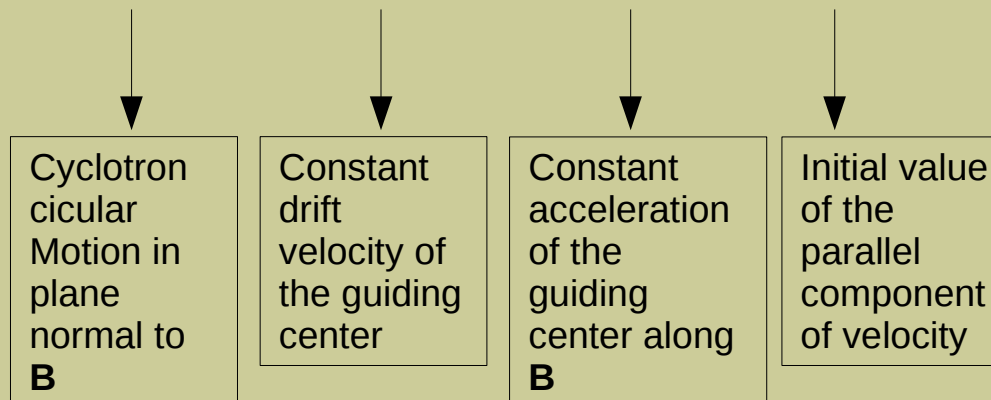 Cyclotron
cicular
Motion in
plane
normal to
B
Constant
drift
velocity of
the guiding
center
Constant
acceleration
of the
guiding
center along
B
Initial value
of the
parallel
component
of velocity